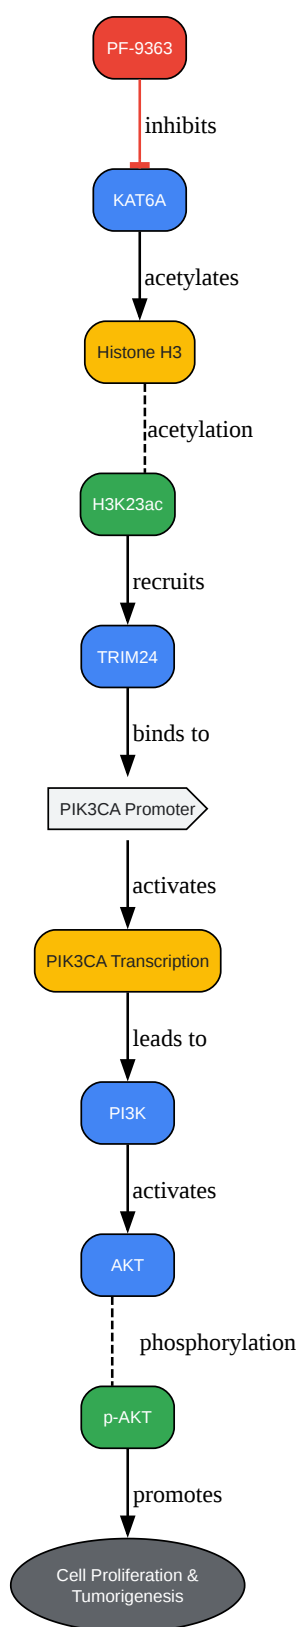 PF-9363
inhibits
KAT6A
acetylates
Histone H3
acetylation
H3K23ac
recruits
TRIM24
binds to
PIK3CA Promoter
activates
PIK3CA Transcription
leads to
PI3K
activates
AKT
phosphorylation
p-AKT
promotes
Cell Proliferation &
Tumorigenesis